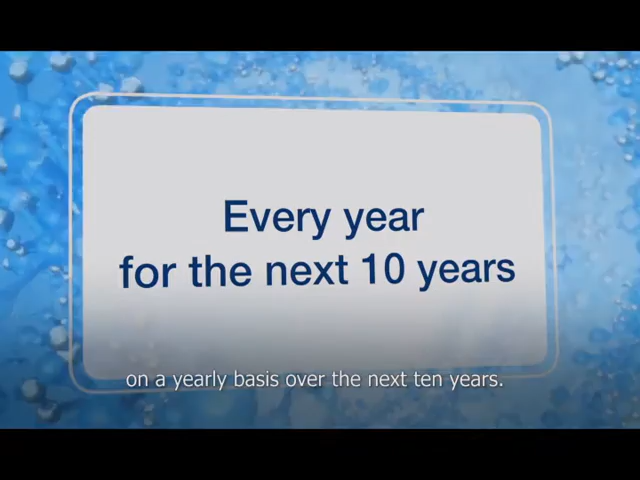 Every year
for the next 10 years
on a yearly basis over the next ten years.